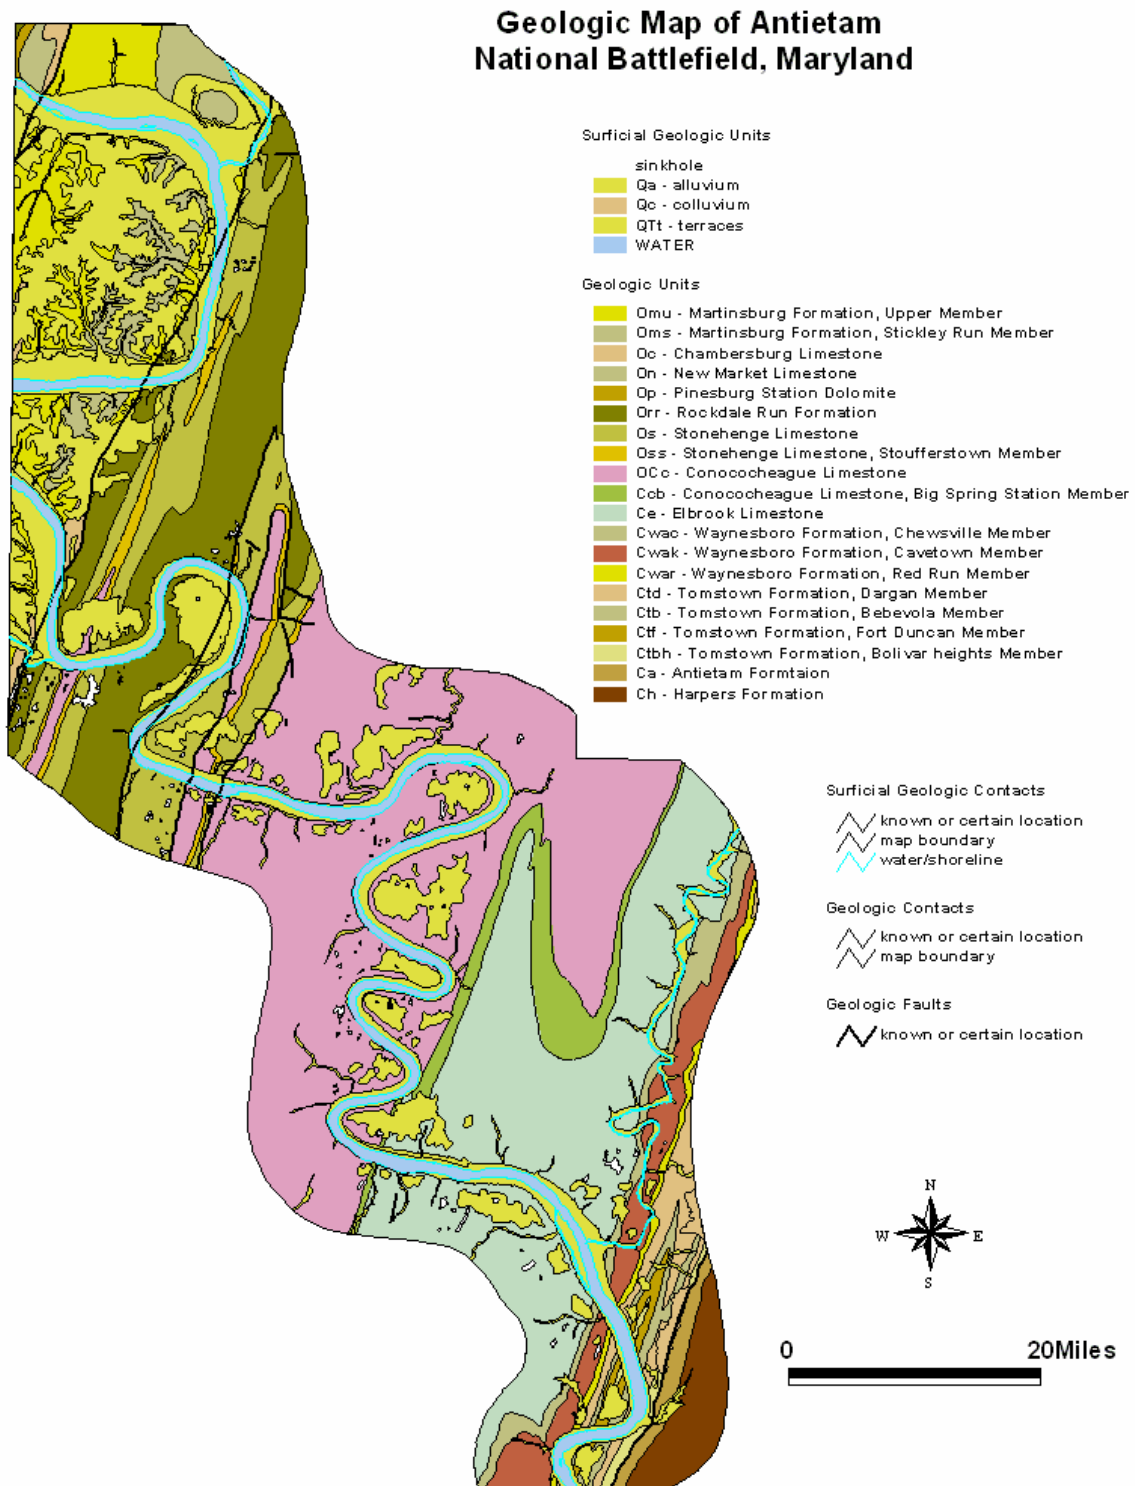 Geologic Map of Antietam
National Battlefield, Maryland
Surficial Geologic Units
sinkhole
Qa - alluvium
Qc - colluvium
QTt - terraces
WATER
Geologic Units
Omu - Martinsburg Formation, Upper Member
Oms - Martinsburg Formation, Stickley Run Member
Oc - Chambersburg Limestone
On - New Market Limestone
Op - Pinesburg Station Dolomite
Orr - Rockdale Run Formation
Os - Stonehenge Limestone
Oss - Stonehenge Limestone, Stoufferstown Member
OCc - Conococheague Limestone
Ccb - Conococheague Limestone, Big Spring Station Member
Ce - Elbrook Limestone
Cwac - Waynesboro Formation, Chewsville Member
Cwak - Waynesboro Formation, Cavetown Member
Cwar - Waynesboro Formation, Red Run Member
Ctd - Tomstown Formation, Dargan Member
Ctb - Tomstown Formation, Bebevola Member
Ctf - Tomstown Formation, Fort Duncan Member
Ctbh - Tomstown Formation, Bolivar heights Member
Ca - Antietam Formtaion
Ch - Harpers Formation
Surficial Geologic Contacts
known or certain location
map boundary
water/shoreline
Geologic Contacts
known or certain location
map boundary
Geologic Faults
known or certain location
N
W E
S
0 20Miles